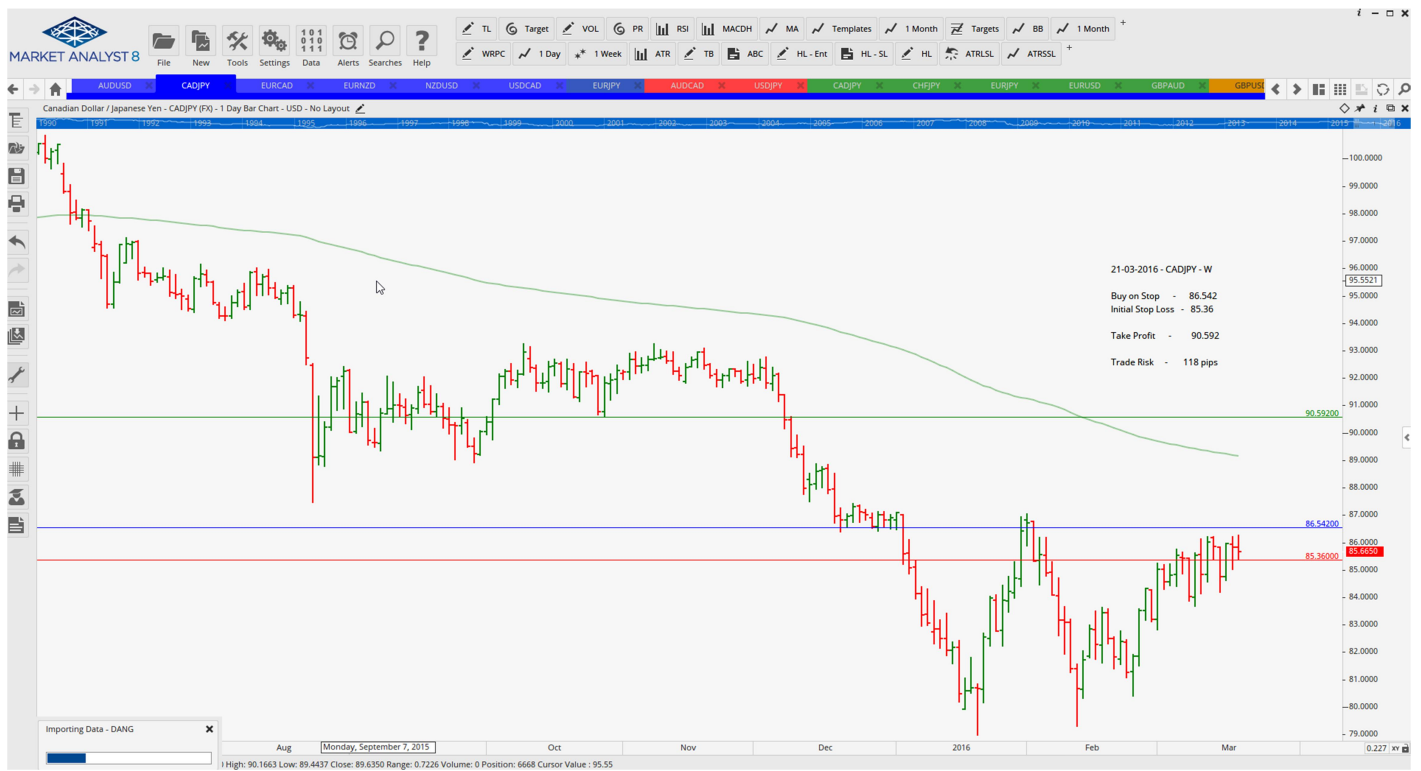 MARKET ANALYST 8
File New Tools Settings Data Alerts Searches Help
101
010
111
TL Target VOL PR RSI MACDH MA Templates 1 Month Targets BB 1 Month
WRPC 1 Day 1 Week ATR TB ABC HL - Ent HL - SL HL ATRLSL ATRSSL
AUDUSD CADJPY EURCAD EURNZD NZDUSD USDCAD EURJPY AUDCAD USDJPY CADJPY CHFJPY EURJPY EURUSD GBPAUD GBPUSD
Canadian Dollar / Japanese Yen - CADJPY (FX) - 1 Day Bar Chart - USD - No Layout
1990 1991 1992 1993 1994 1995 1996 1997 1998 1999 2000 2001 2002 2003 2004 2005 2006 2007 2008 2009 2010 2011 2012 2013 2014 2015 2016
100.0000
99.0000
98.0000
97.0000
21-03-2016 - CADJPY - W
96.0000
95.5521
Buy on Stop - 86.542
95.0000
Initial Stop Loss - 85.36
94.0000
Take Profit - 90.592
93.0000
Trade Risk - 118 pips
92.0000
91.0000
90.59200
90.0000
89.0000
88.0000
87.0000
86.54200
86.0000
85.6650
85.36000
85.0000
84.0000
83.0000
82.0000
81.0000
80.0000
79.0000
Importing Data - DANG
Aug Monday, September 7, 2015 Oct Nov Dec 2016 Feb Mar 0.227 XY
High: 90.1663 Low: 89.4437 Close: 89.6350 Range: 0.7226 Volume: 0 Position: 6668 Cursor Value : 95.55